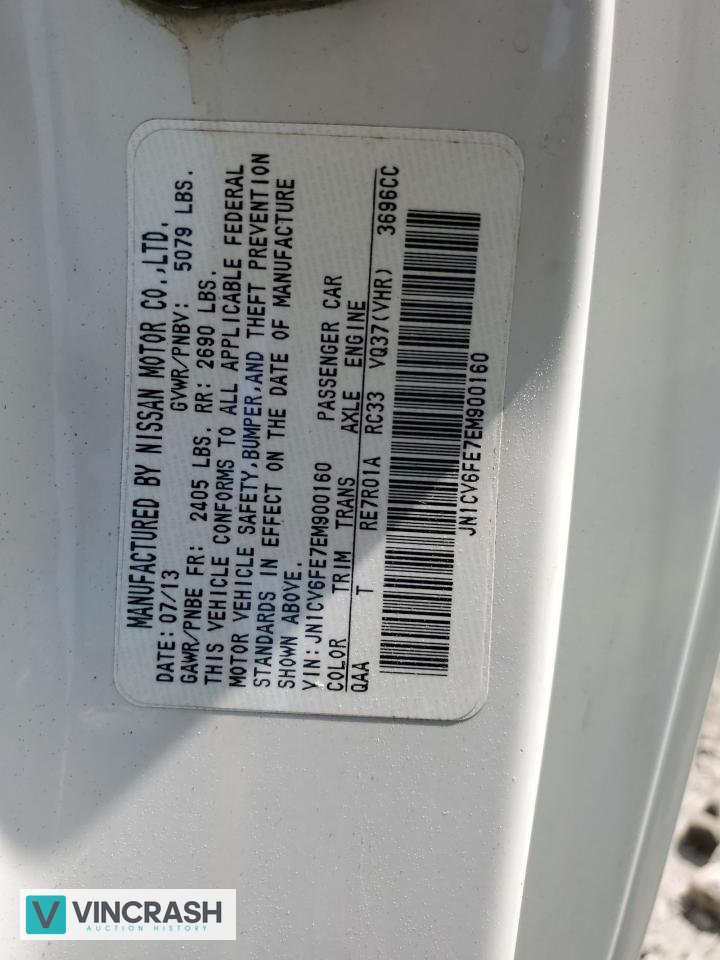 MANUFACTURED BY NISSAN MOTOR CO.,LTD.
DATE: 07/13 GVWR/PNBV: 5079 LBS.
GAWR/PNBE FR: 2405 LBS. RR: 2690 LBS.
THIS VEHICLE CONFORMS TO ALL APPLICABLE FEDERAL
MOTOR VEHICLE SAFETY,BUMPER,AND THEFT PREVENTION
STANDARDS IN EFFECT ON THE DATE OF MANUFACTURE
SHOWN ABOVE.
VIN:JN1CV6FE7EM900160 PASSENGER CAR
COLOR TRIM TRANS AXLE ENGINE
QAA T RE7R01A RC33 VQ37(VHR) 3696CC
JN1CV6FE7EM900160
V VINCRASH
AUCTION HISTORY